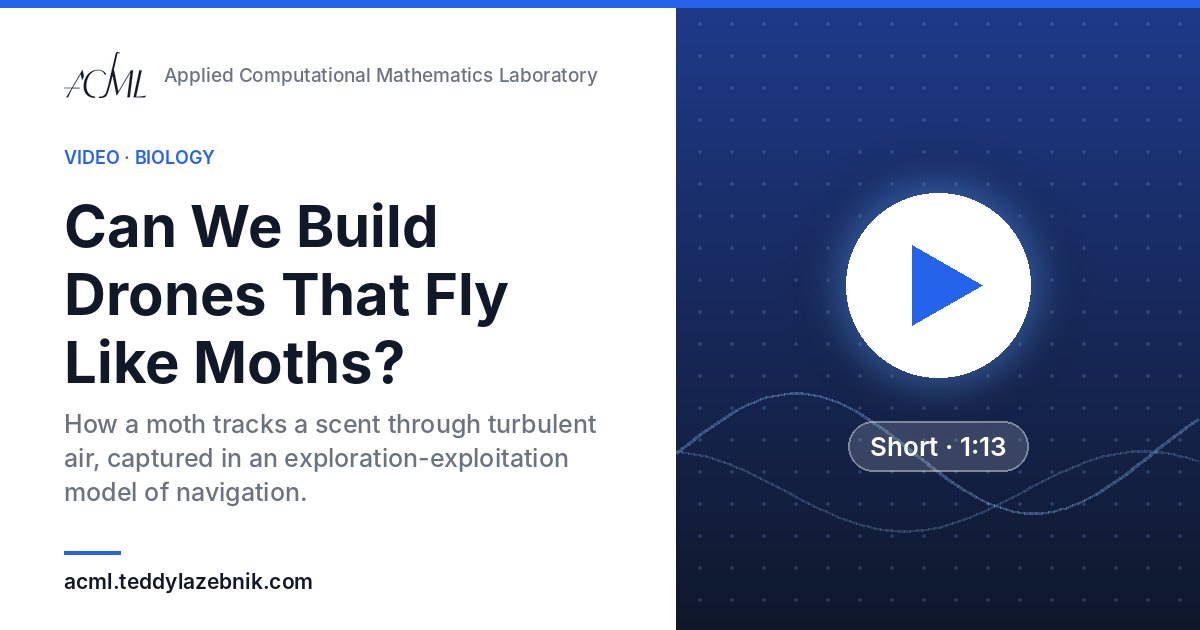 ACML
Applied Computational Mathematics Laboratory
VIDEO · BIOLOGY
Can We Build
Drones That Fly
Like Moths?
How a moth tracks a scent through turbulent
air, captured in an exploration-exploitation
model of navigation.
acml.teddylazebnik.com
Short · 1:13